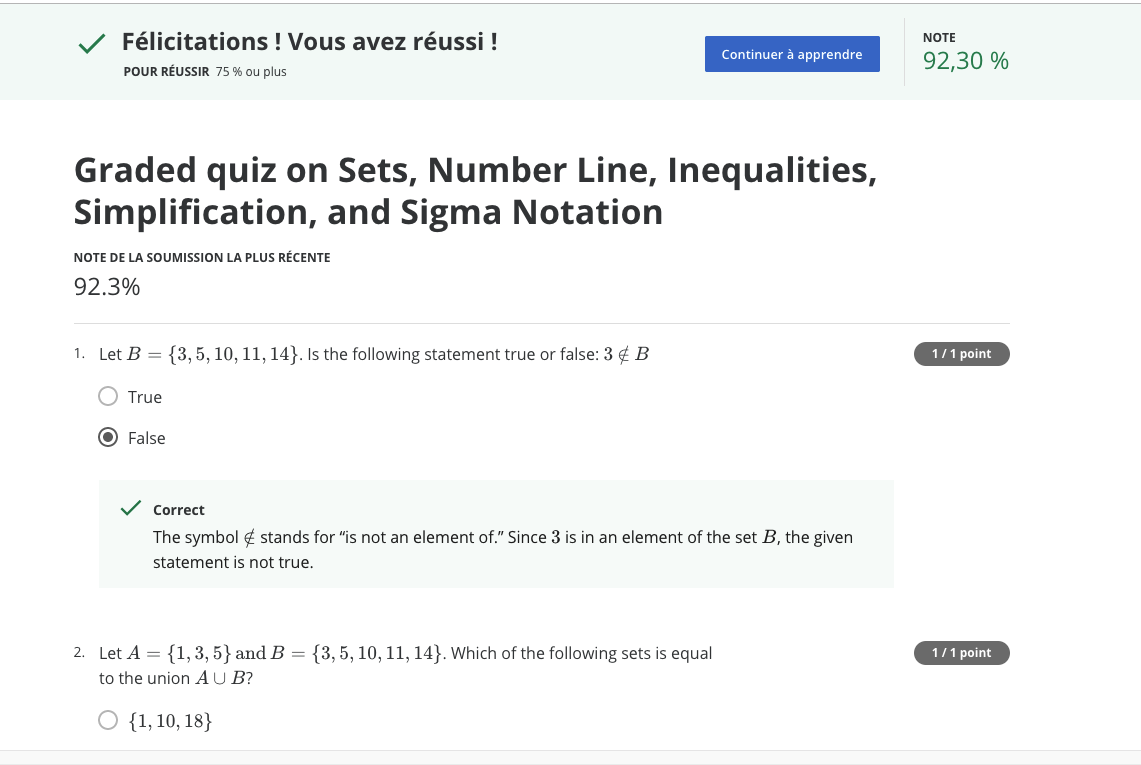 Félicitations ! Vous avez réussi !
POUR RÉUSSIR 75 % ou plus
Continuer à apprendre
NOTE
92,30 %
Graded quiz on Sets, Number Line, Inequalities,
Simplification, and Sigma Notation
NOTE DE LA SOUMISSION LA PLUS RÉCENTE
92.3%
1. Let B = {3, 5, 10, 11, 14}. Is the following statement true or false: 3 ∉ B
1 / 1 point
True
False
Correct
The symbol ∉ stands for “is not an element of.” Since 3 is in an element of the set B, the given
statement is not true.
2. Let A = {1, 3, 5} and B = {3, 5, 10, 11, 14}. Which of the following sets is equal
to the union A ∪ B?
1 / 1 point
{1, 10, 18}